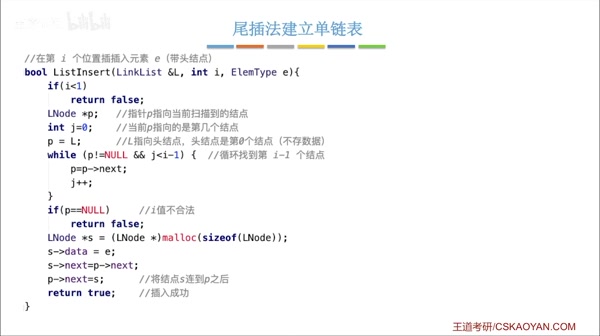 bilibili
尾插法建立单链表
//在第 i 个位置插插入元素 e（带头结点）
bool ListInsert(LinkList &L, int i, ElemType e){
if(i<1)
return false;
LNode *p; //指针p指向当前扫描到的结点
int j=0; //当前p指向的是第几个结点
p = L; //L指向头结点，头结点是第0个结点（不存数据）
while (p!=NULL && j<i-1) { //循环找到第 i-1 个结点
p=p->next;
j++;
}
if(p==NULL) //i值不合法
return false;
LNode *s = (LNode *)malloc(sizeof(LNode));
s->data = e;
s->next=p->next;
p->next=s; //将结点s连到p之后
return true; //插入成功
}
王道考研/CSKAOYAN.COM